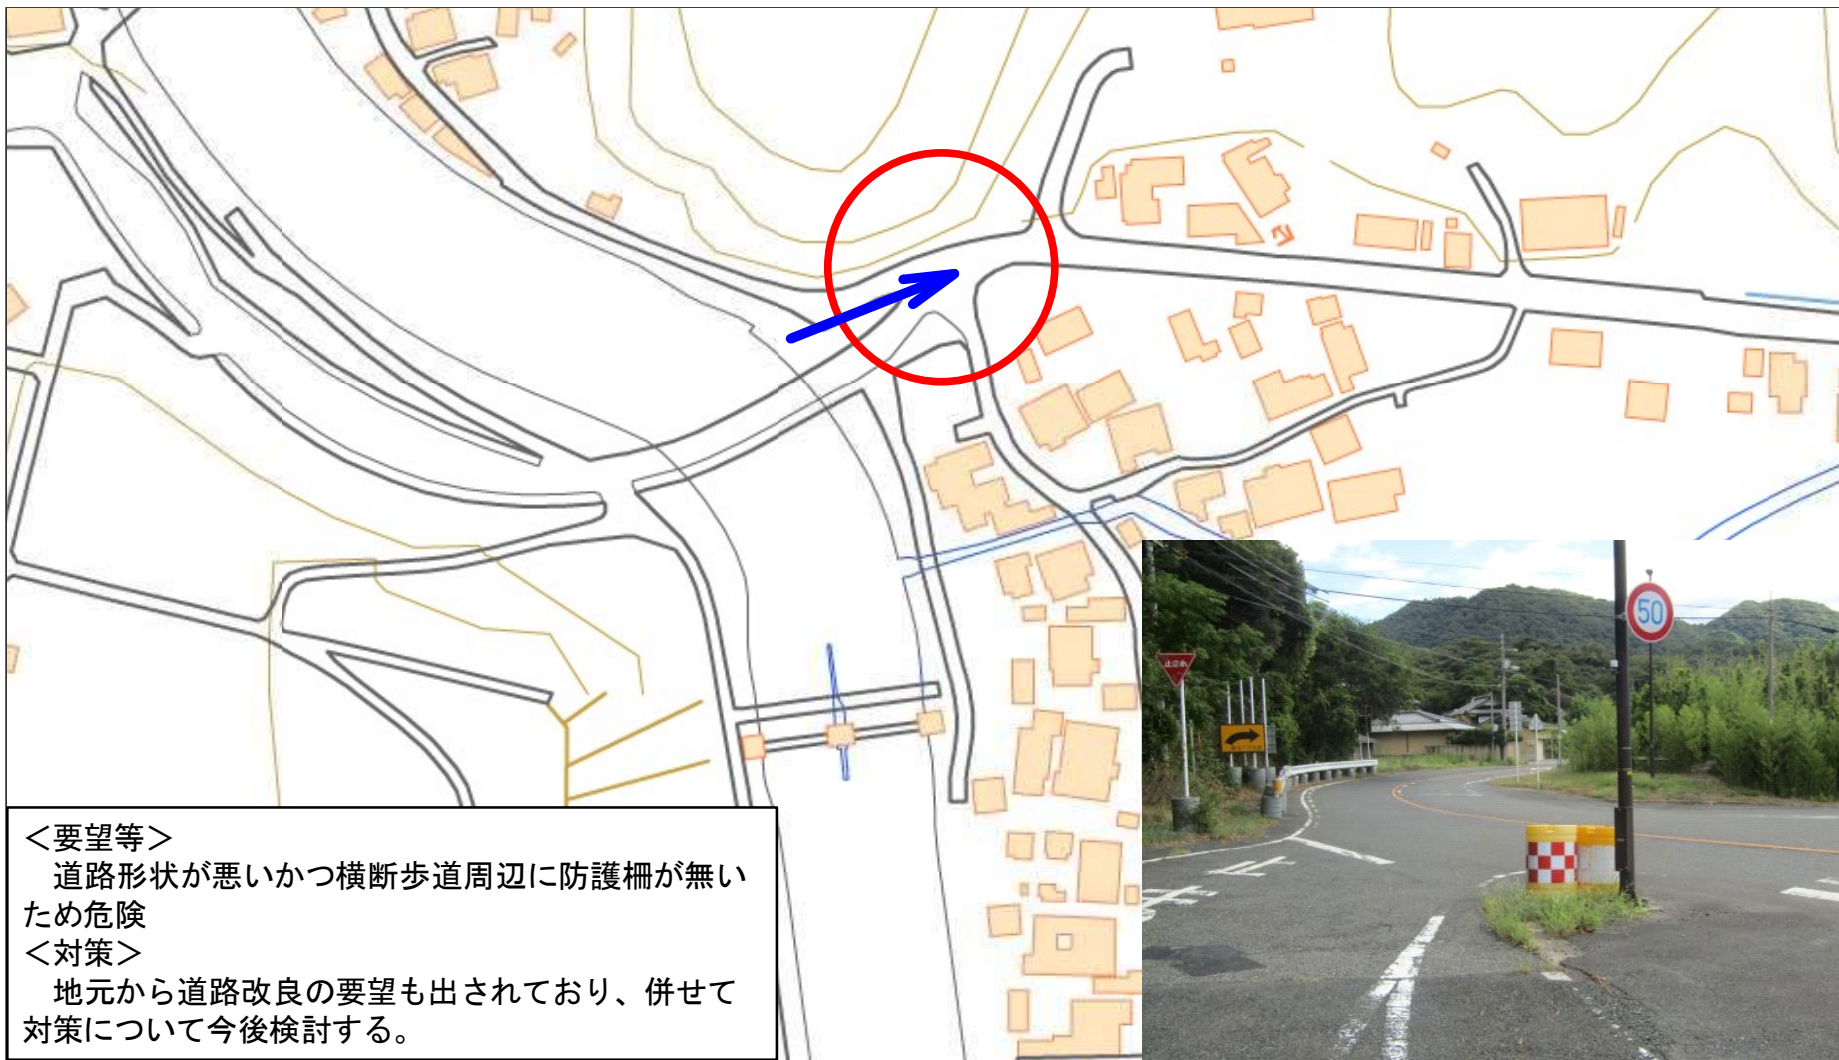 ＜要望等＞
　道路形状が悪いかつ横断歩道周辺に防護柵が無い
ため危険
＜対策＞
　地元から道路改良の要望も出されており、併せて
対策について今後検討する。
50
止まれ
止まれ